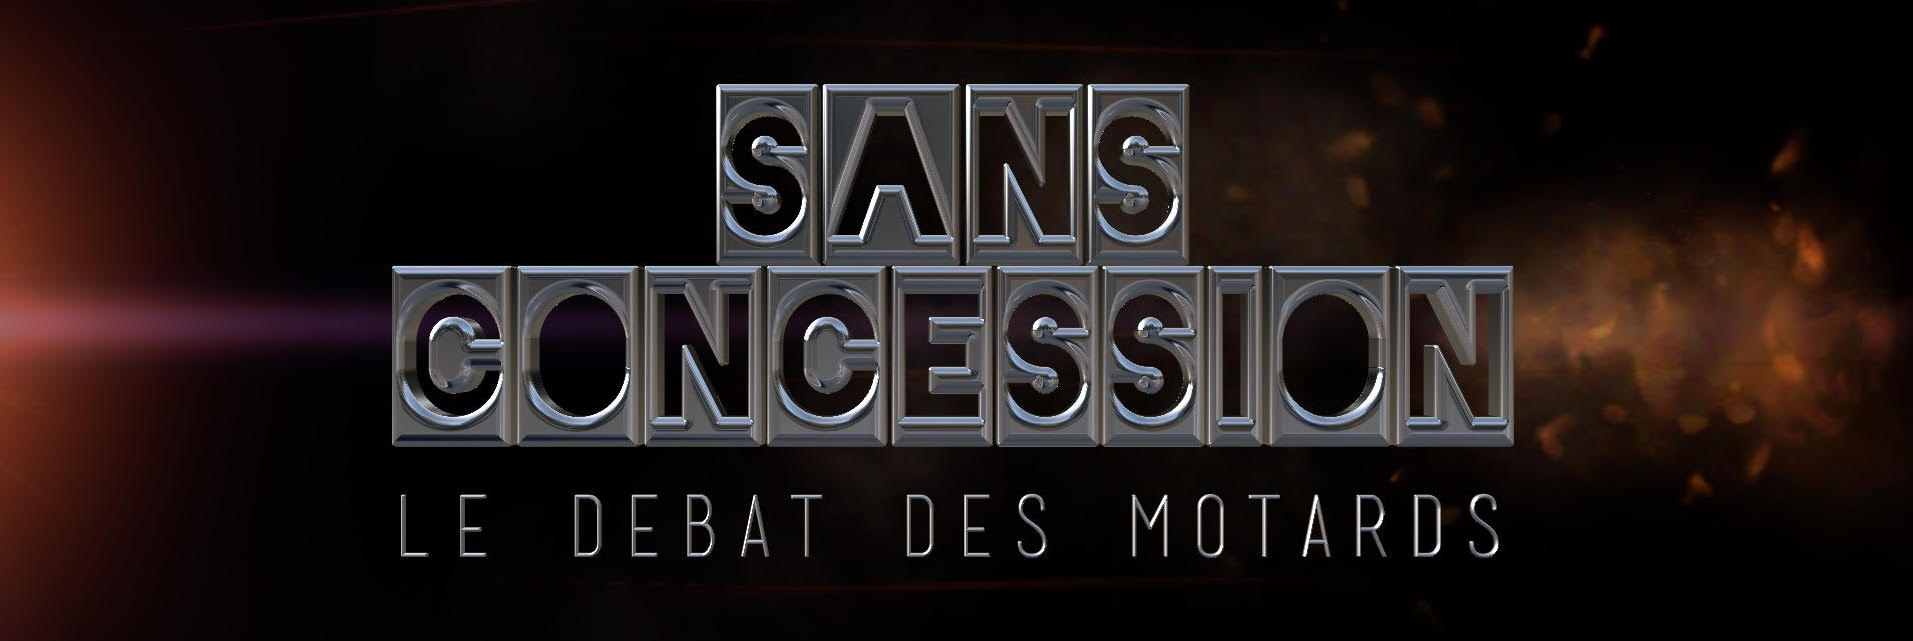 SANS
CONCESSION
LE DEBAT DES MOTARDS